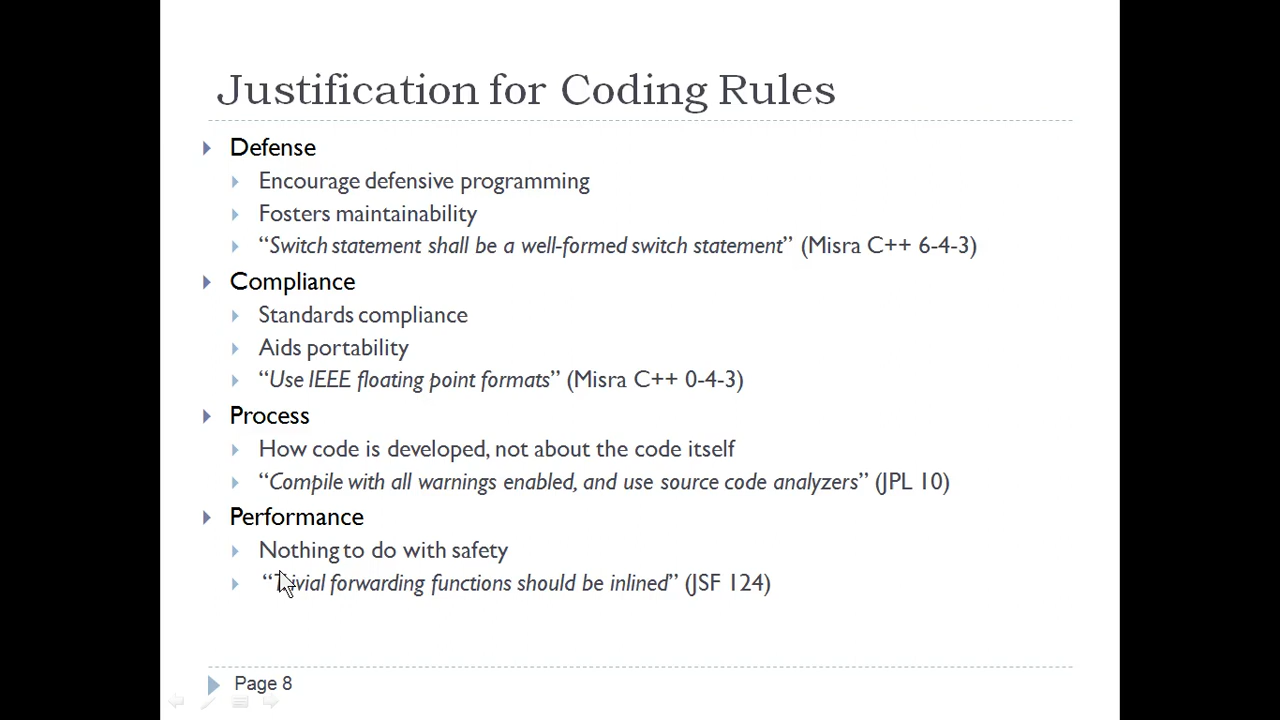 Justification for Coding Rules
Defense
Encourage defensive programming
Fosters maintainability
“Switch statement shall be a well-formed switch statement” (Misra C++ 6-4-3)
Compliance
Standards compliance
Aids portability
“Use IEEE floating point formats” (Misra C++ 0-4-3)
Process
How code is developed, not about the code itself
“Compile with all warnings enabled, and use source code analyzers” (JPL 10)
Performance
Nothing to do with safety
“Trivial forwarding functions should be inlined” (JSF 124)
Page 8